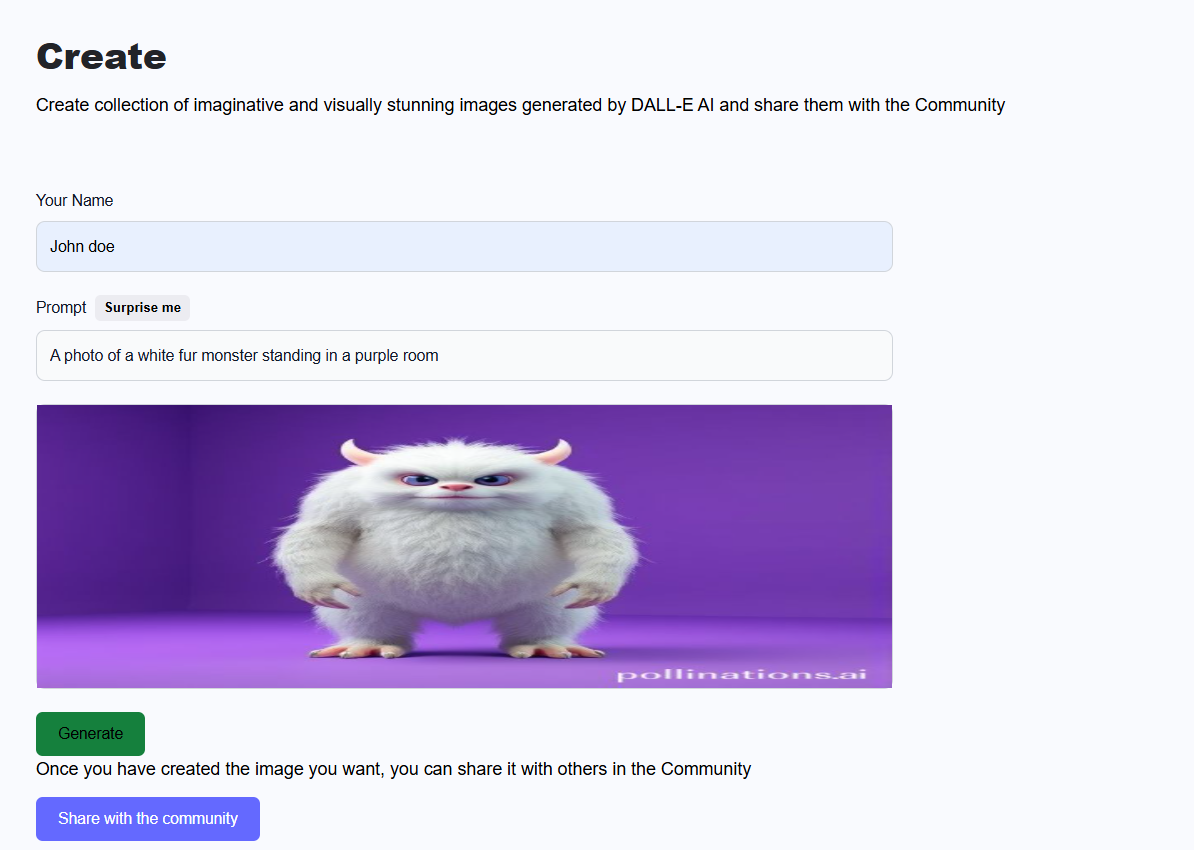 Create
Create collection of imaginative and visually stunning images generated by DALL-E AI and share them with the Community
Your Name
John doe
Prompt Surprise me
A photo of a white fur monster standing in a purple room
pollinations.ai
Generate
Once you have created the image you want, you can share it with others in the Community
Share with the community